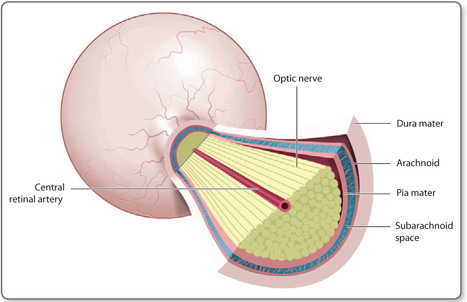 Optic nerve
Dura mater
Arachnoid
Central
retinal artery
Pia mater
Subarachnoid
space